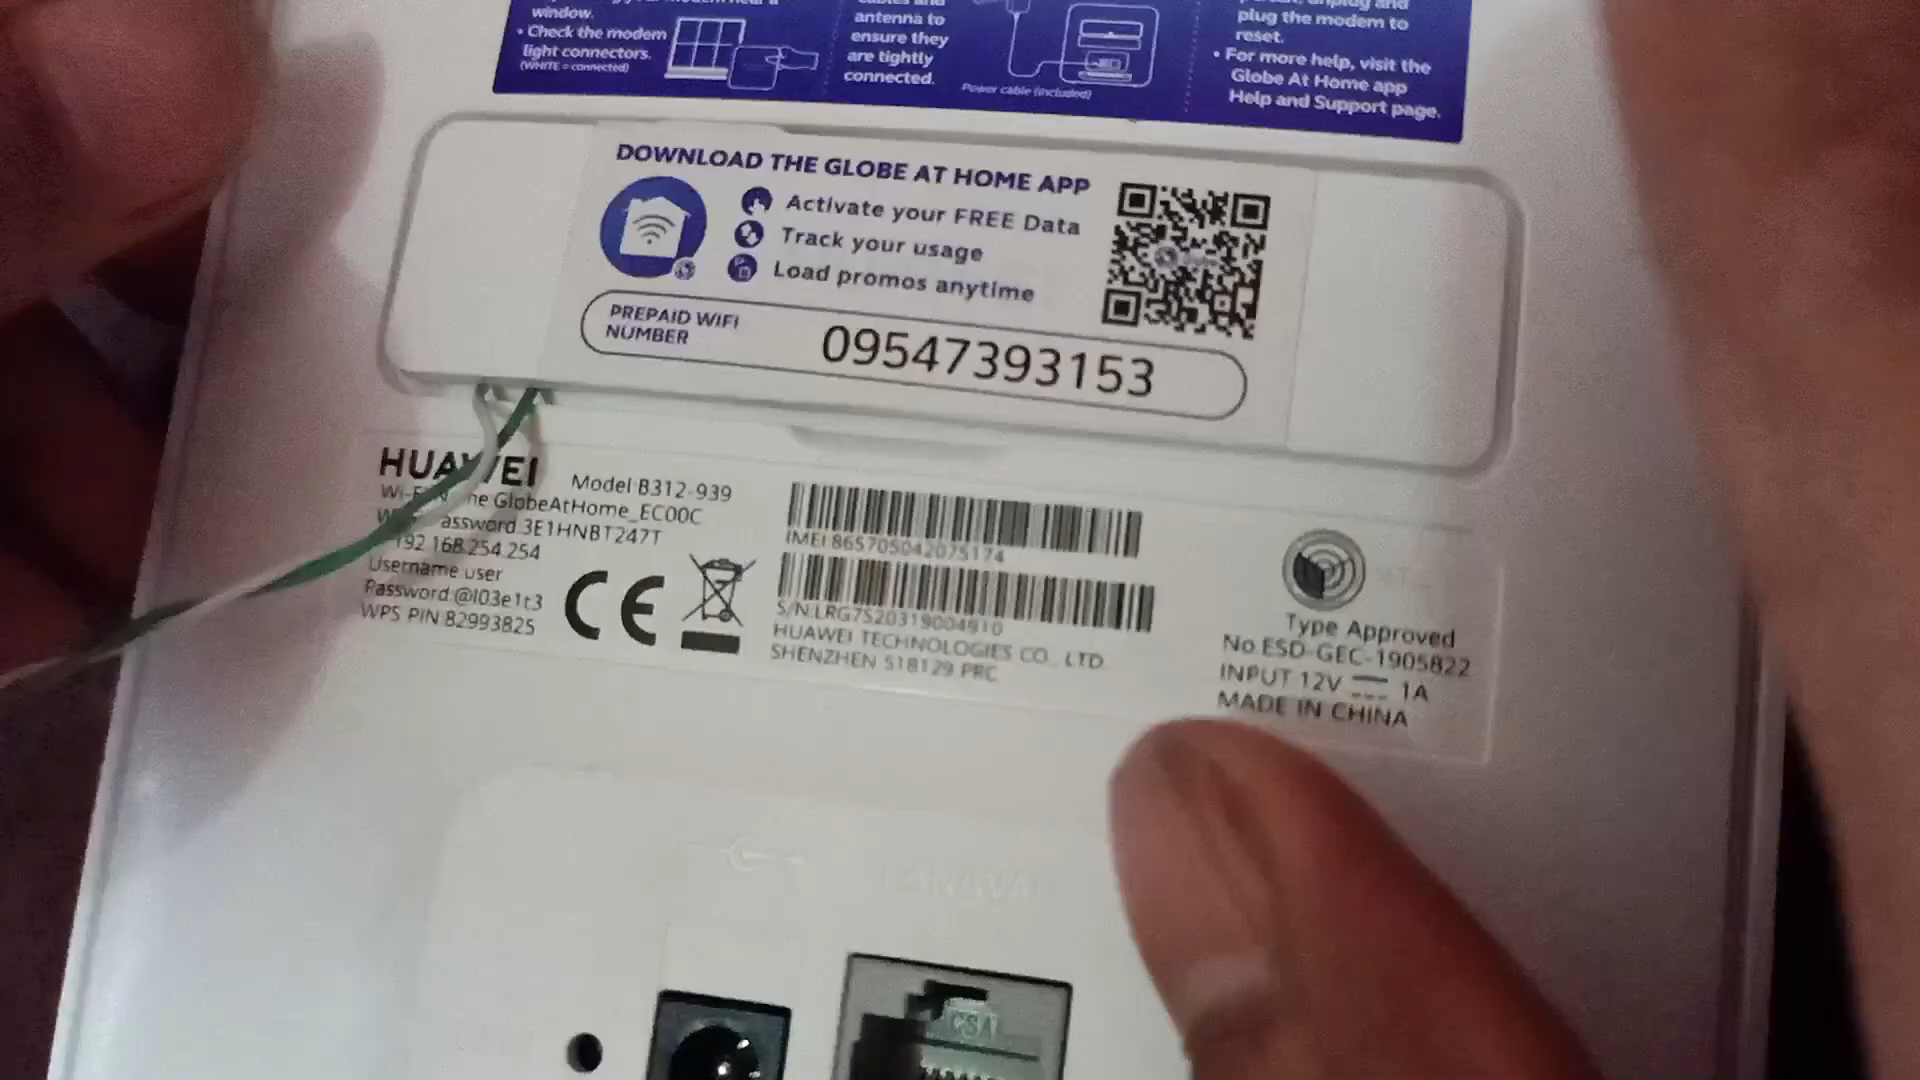 window.
• Check the modem
light connectors.
(WHITE = connected)
antenna to
ensure they
are tightly
connected.
Power cable (included)
plug the modem to
reset.
• For more help, visit the
Globe At Home app
Help and Support page.
DOWNLOAD THE GLOBE AT HOME APP
Activate your FREE Data
Track your usage
Load promos anytime
PREPAID WIFI
NUMBER
09547393153
HUAWEI
Model B312-939
GlobeAtHome_EC00C
assword 3E1HNBT247T
192.168.254.254
Username user
Password @l03e1t3
WPS PIN 82993825
CE
IMEI 865705042075174
S/N LRG7S20319004910
HUAWEI TECHNOLOGIES CO., LTD.
SHENZHEN 518129 PRC
Type Approved
No.ESD-GEC-1905822
INPUT 12V 1A
MADE IN CHINA